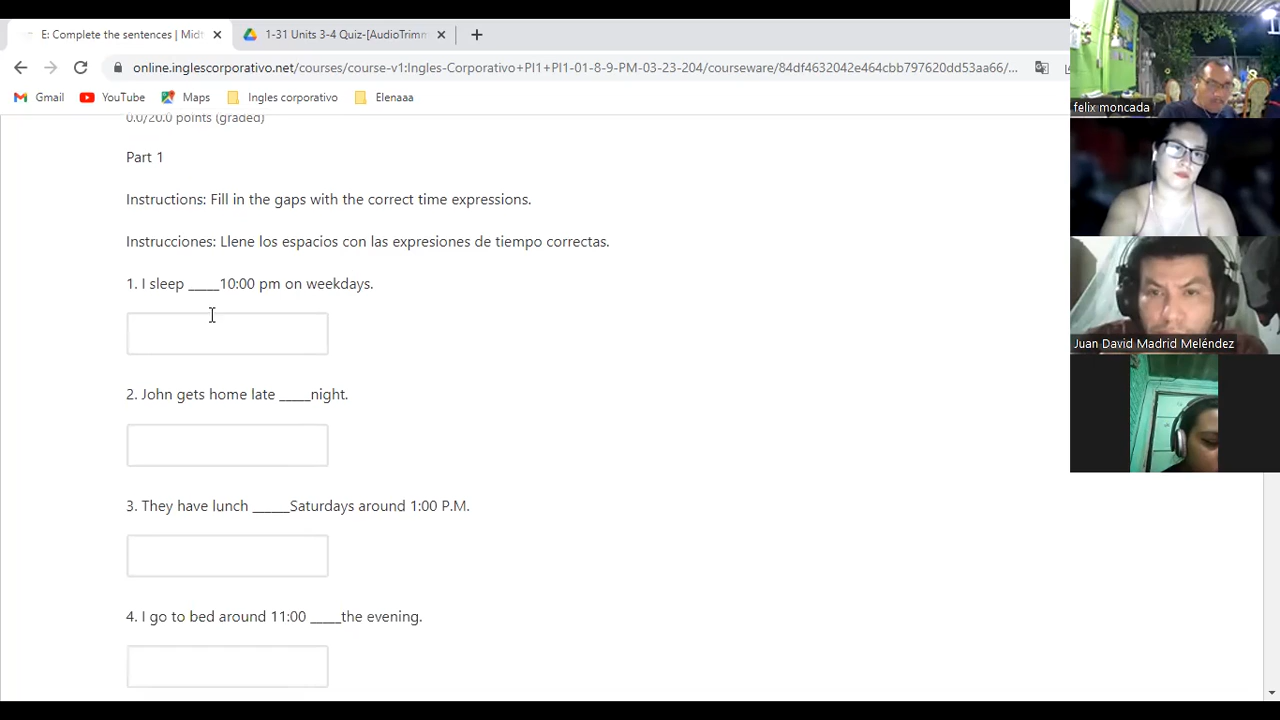 E: Complete the sentences | Mid
1-31 Units 3-4 Quiz-[AudioTrimm
online.inglescorporativo.net/courses/course-v1:Ingles-Corporativo+PI1+PI1-01-8-9-PM-03-23-204/courseware/84df4632042e464cbb797620dd53aa66/...
Gmail YouTube Maps Ingles corporativo Elenaaa
0.0/20.0 points (graded)
Part 1
Instructions: Fill in the gaps with the correct time expressions.
Instrucciones: Llene los espacios con las expresiones de tiempo correctas.
1. I sleep _____10:00 pm on weekdays.
2. John gets home late _____night.
3. They have lunch ______Saturdays around 1:00 P.M.
4. I go to bed around 11:00 _____the evening.
felix moncada
Juan David Madrid Meléndez